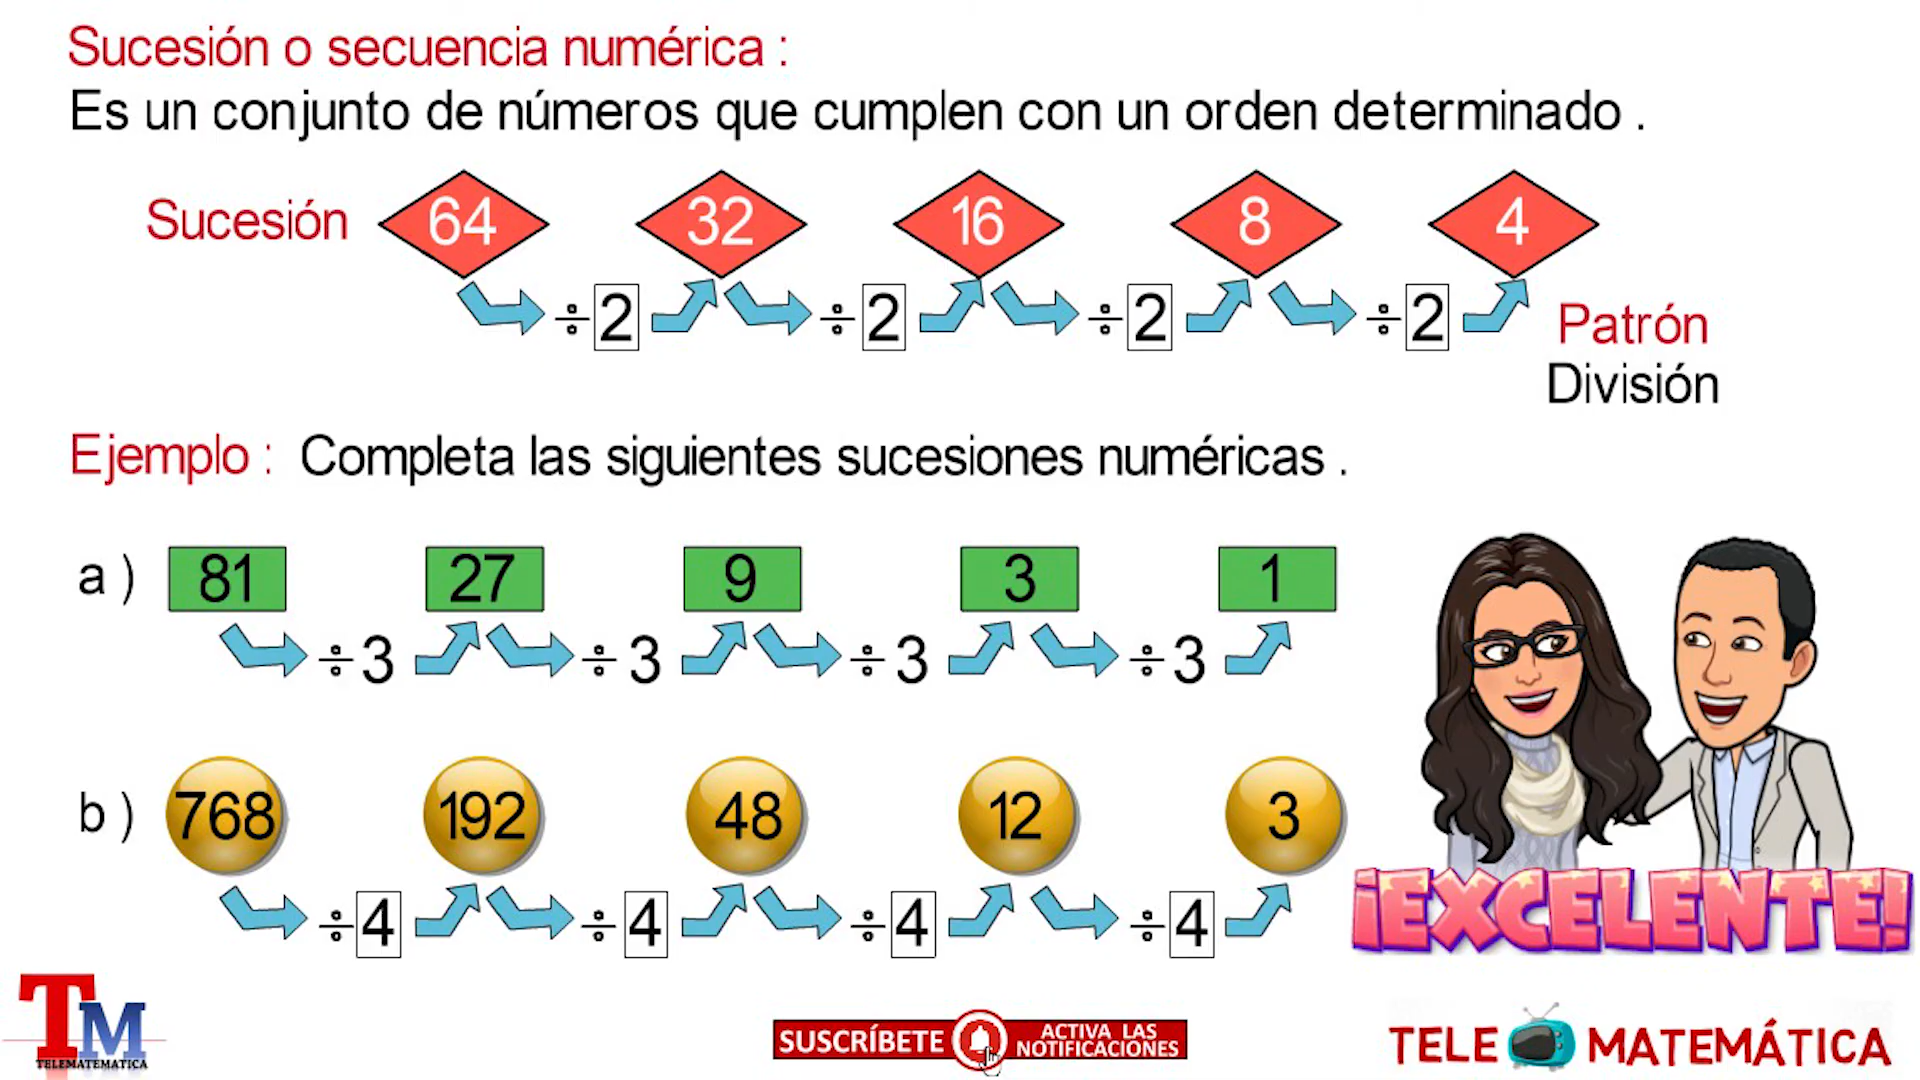 Sucesión o secuencia numérica :
Es un conjunto de números que cumplen con un orden determinado .
Sucesión 64 32 16 8 4
÷2 ÷2 ÷2 ÷2 Patrón
División
Ejemplo : Completa las siguientes sucesiones numéricas .
a ) 81 27 9 3 1
÷3 ÷3 ÷3 ÷3
b ) 768 192 48 12 3
÷4 ÷4 ÷4 ÷4
¡EXCELENTE!
TM
TELEMATEMATICA
SUSCRÍBETE ACTIVA LAS
NOTIFICACIONES
TELE MATEMÁTICA